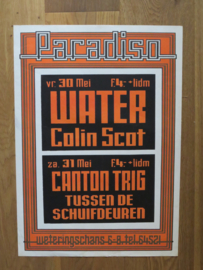 Paradiso
vr. 30 Mei F4:- +lidm
WATER
Colin Scot
za. 31 Mei F4:- +lidm
CANTON TRIG
TUSSEN DE
SCHUIFDEUREN
weteringschans 6-8. tel 64521